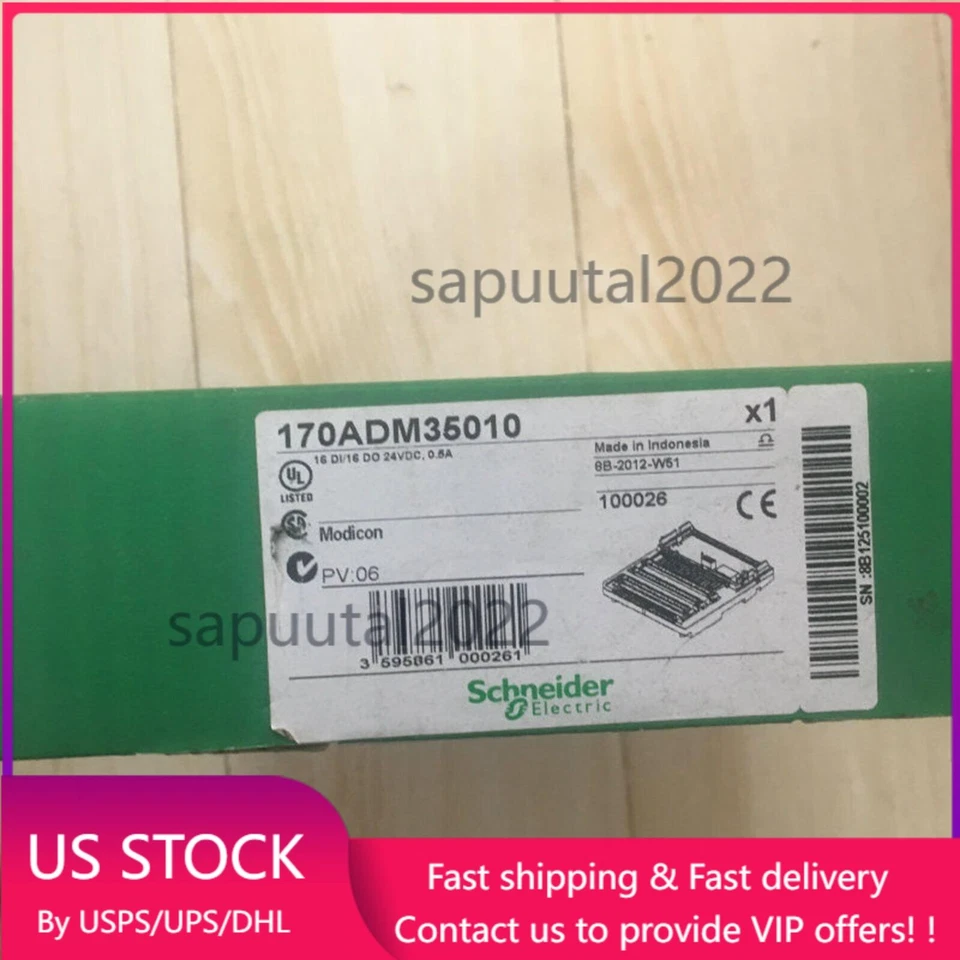 sapuutal2022
170ADM35010
x1
16 DI/16 DO 24VDC, 0.5A
Made in Indonesia
8B-2012-W51
UL
LISTED
100026
CE
Modicon
PV:06
sapuutal2022
3 595861 000261
Schneider
Electric
SN :8B125100002
US STOCK
By USPS/UPS/DHL
Fast shipping & Fast delivery
Contact us to provide VIP offers! !